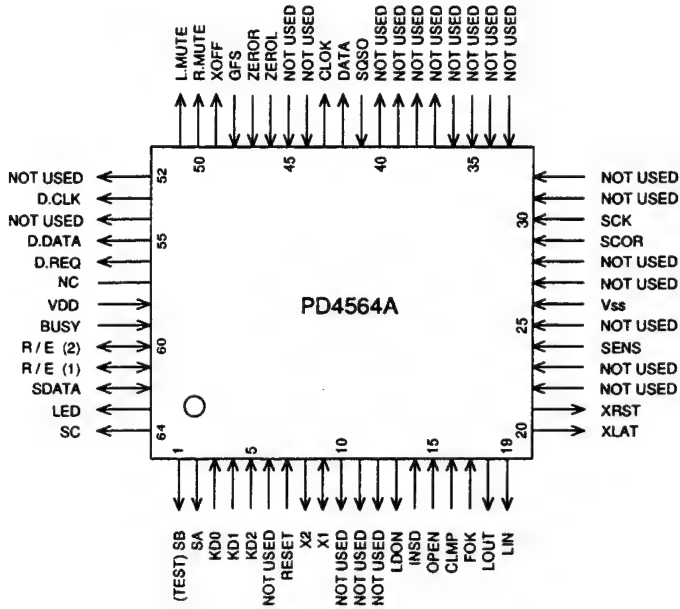 L.MUTE
R.MUTE
XOFF
GFS
ZEROR
ZEROL
NOT USED
NOT USED
CLOK
DATA
SQSO
NOT USED
NOT USED
NOT USED
NOT USED
NOT USED
NOT USED
NOT USED
NOT USED
50
45
40
35
NOT USED
D.CLK
NOT USED
D.DATA
D.REQ
NC
VDD
BUSY
R / E (2)
R / E (1)
SDATA
LED
SC
52
55
60
64
PD4564A
30
25
20
NOT USED
NOT USED
SCK
SCOR
NOT USED
NOT USED
Vss
NOT USED
SENS
NOT USED
NOT USED
XRST
XLAT
1
5
10
15
19
(TEST) SB
SA
KD0
KD1
KD2
NOT USED
RESET
X2
X1
NOT USED
NOT USED
NOT USED
LDON
INSD
OPEN
CLMP
FOK
LOUT
LIN